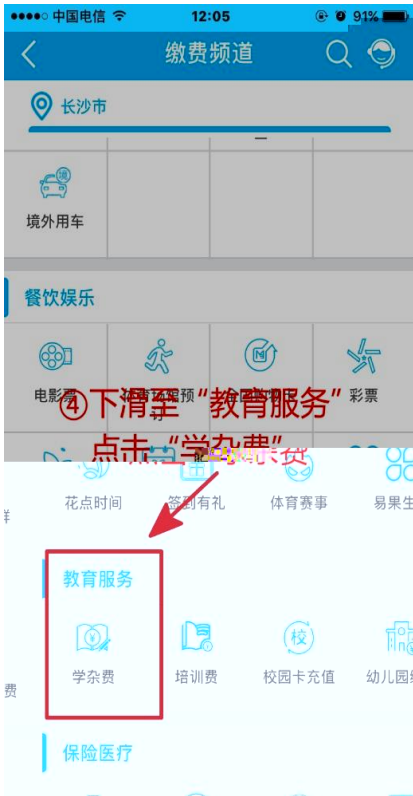 中国电信 12:05 91%
缴费频道
长沙市
境外用车
餐饮娱乐
电影票 彩票
④下滑至“教育服务”
点击“学杂费”
花点时间 签到有礼 体育赛事 易果生
教育服务
学杂费 培训费 校园卡充值 幼儿园
费
保险医疗